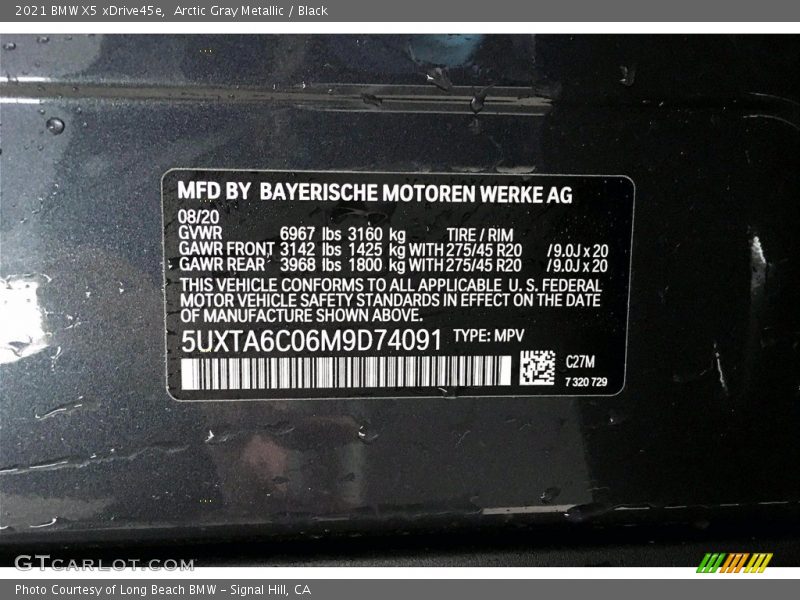 2021 BMW X5 xDrive45e, Arctic Gray Metallic / Black
MFD BY BAYERISCHE MOTOREN WERKE AG
08/20
GVWR 6967 lbs 3160 kg TIRE / RIM
GAWR FRONT 3142 lbs 1425 kg WITH 275/45 R20 /9.0J x 20
GAWR REAR 3968 lbs 1800 kg WITH 275/45 R20 /9.0J x 20
THIS VEHICLE CONFORMS TO ALL APPLICABLE U.S. FEDERAL
MOTOR VEHICLE SAFETY STANDARDS IN EFFECT ON THE DATE
OF MANUFACTURE SHOWN ABOVE.
5UXTA6C06M9D74091 TYPE: MPV
C27M
7 320 729
GTCARLOT.COM
Photo Courtesy of Long Beach BMW - Signal Hill, CA